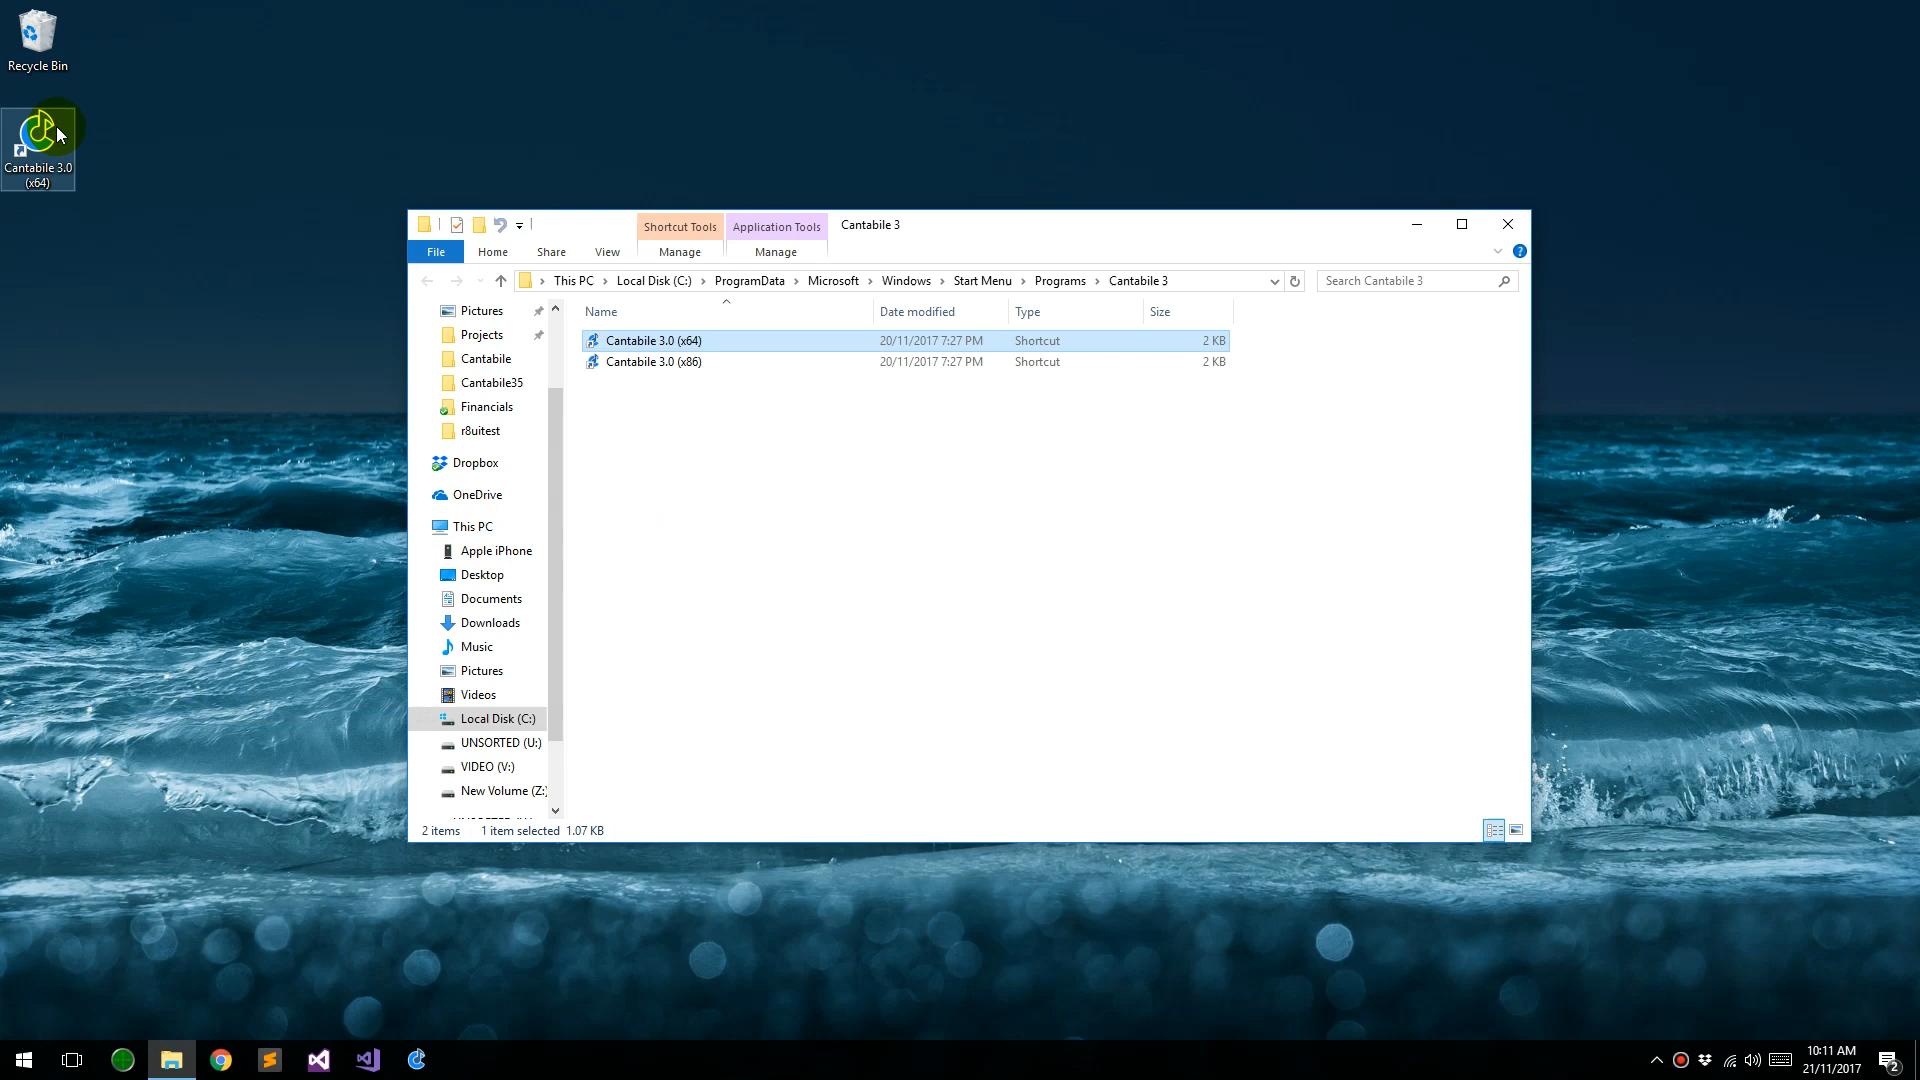 Recycle Bin
Cantabile 3.0
(x64)
Shortcut Tools
Application Tools
Cantabile 3
File
Home
Share
View
Manage
Manage
This PC
Local Disk (C:)
ProgramData
Microsoft
Windows
Start Menu
Programs
Cantabile 3
Search Cantabile 3
Name
Date modified
Type
Size
Cantabile 3.0 (x64)
20/11/2017 7:27 PM
Shortcut
2 KB
Cantabile 3.0 (x86)
20/11/2017 7:27 PM
Shortcut
2 KB
Pictures
Projects
Cantabile
Cantabile35
Financials
r8uitest
Dropbox
OneDrive
This PC
Apple iPhone
Desktop
Documents
Downloads
Music
Pictures
Videos
Local Disk (C:)
UNSORTED (U:)
VIDEO (V:)
New Volume (Z:)
2 items
1 item selected 1.07 KB
10:11 AM
21/11/2017
2